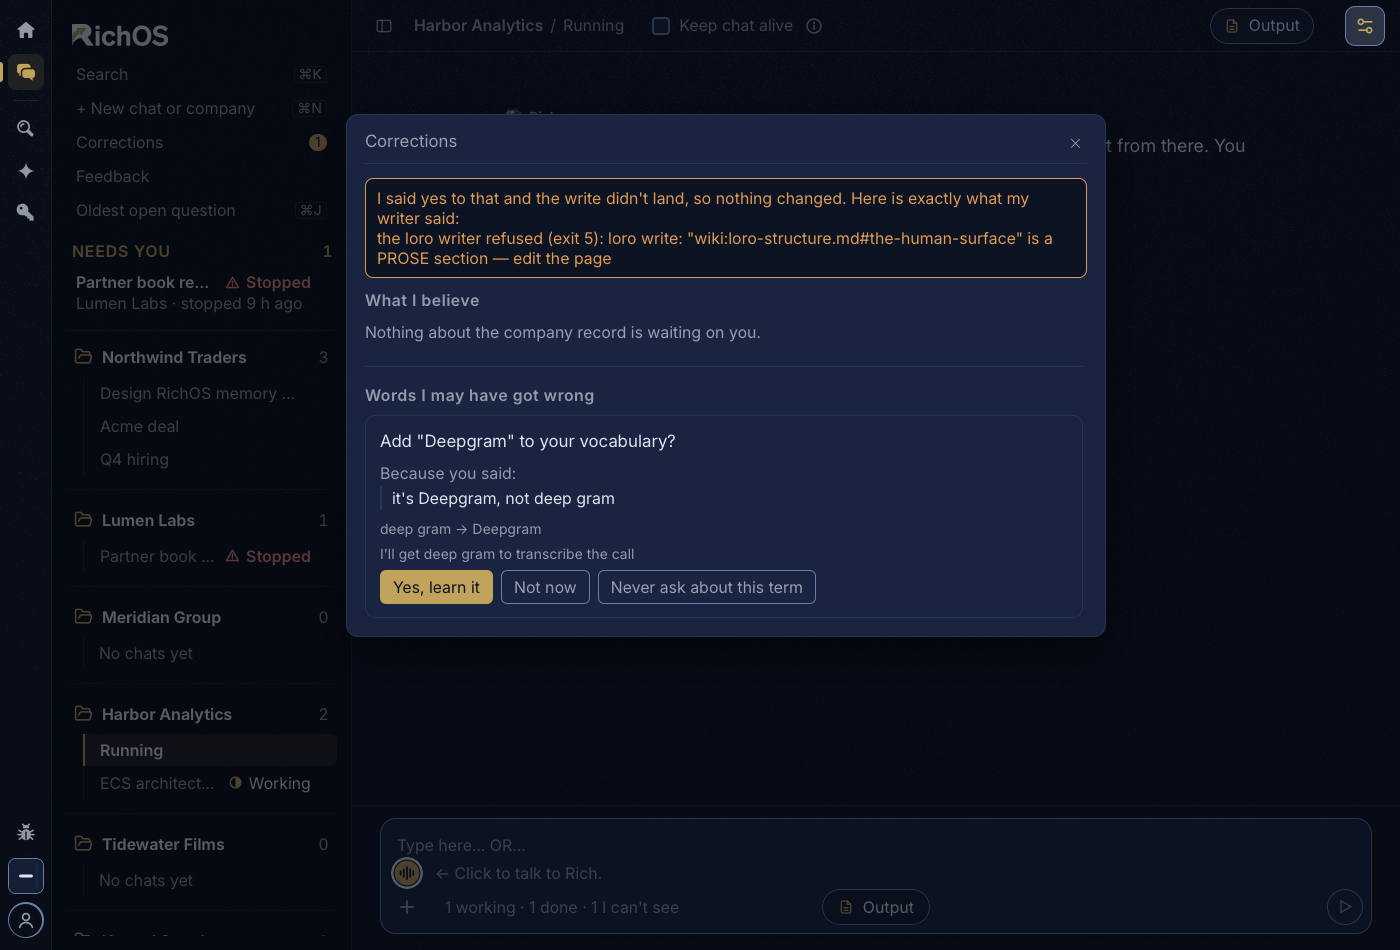 RichOS
Search ⌘K
+ New chat or company ⌘N
Corrections 1
Feedback
Oldest open question ⌘J
NEEDS YOU 1
Partner book re... Stopped
Lumen Labs · stopped 9 h ago
Northwind Traders 3
Design RichOS memory ...
Acme deal
Q4 hiring
Lumen Labs 1
Partner book ... Stopped
Meridian Group 0
No chats yet
Harbor Analytics 2
Running
ECS architect... Working
Tidewater Films 0
No chats yet
Harbor Analytics / Running
Keep chat alive
Output
t from there. You
Corrections
I said yes to that and the write didn't land, so nothing changed. Here is exactly what my
writer said:
the loro writer refused (exit 5): loro write: "wiki:loro-structure.md#the-human-surface" is a
PROSE section — edit the page
What I believe
Nothing about the company record is waiting on you.
Words I may have got wrong
Add "Deepgram" to your vocabulary?
Because you said:
it's Deepgram, not deep gram
deep gram → Deepgram
I'll get deep gram to transcribe the call
Yes, learn it
Not now
Never ask about this term
Type here... OR...
← Click to talk to Rich.
1 working · 1 done · 1 I can't see
Output